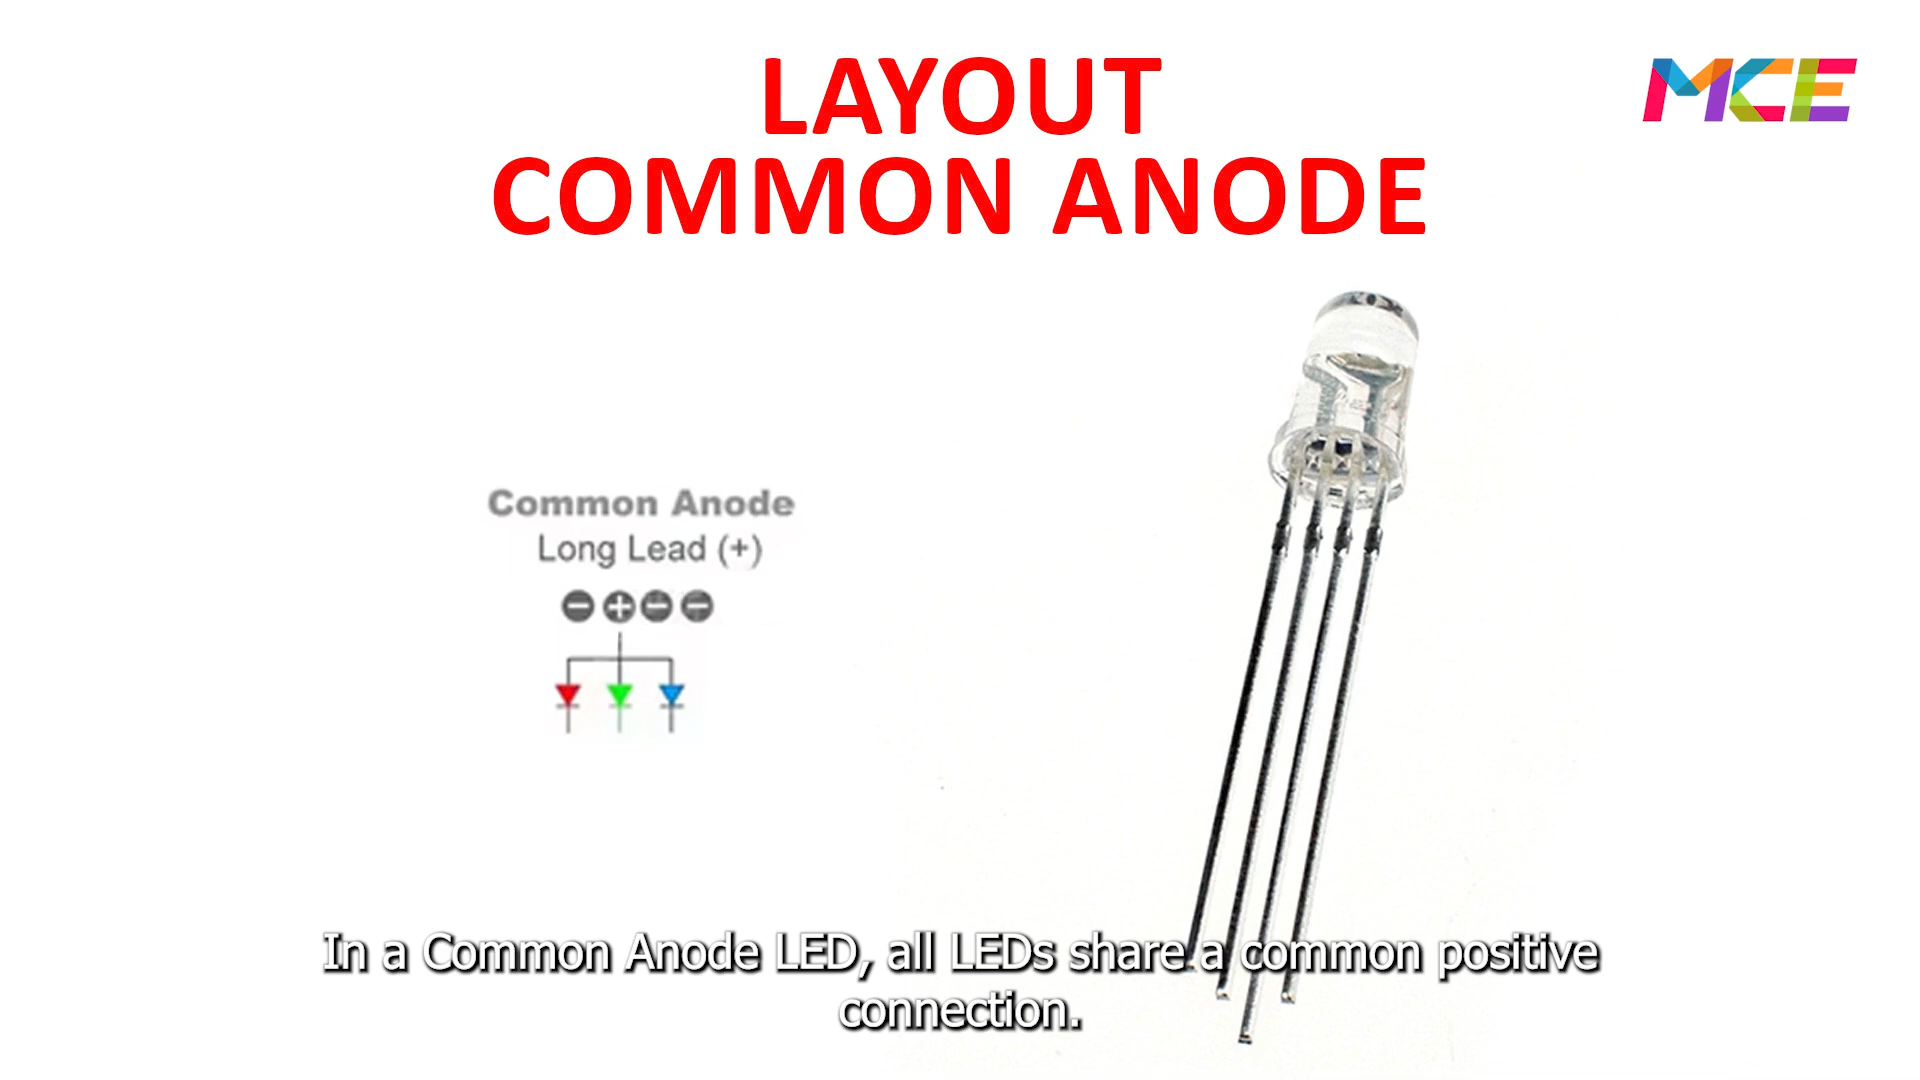 LAYOUT
COMMON ANODE
MCE
Common Anode
Long Lead (+)
In a Common Anode LED, all LEDs share a common positive
connection.